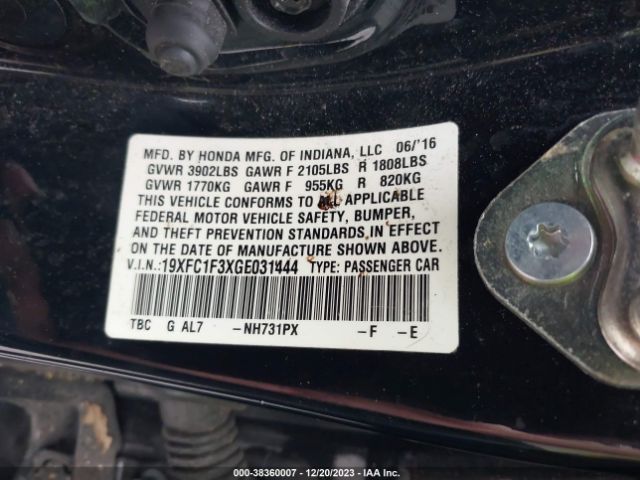 MFD. BY HONDA MFG. OF INDIANA, LLC 06/'16
GVWR 3902LBS GAWR F 2105LBS R 1808LBS
GVWR 1770KG GAWR F 955KG R 820KG
THIS VEHICLE CONFORMS TO ALL APPLICABLE
FEDERAL MOTOR VEHICLE SAFETY, BUMPER,
AND THEFT PREVENTION STANDARDS IN EFFECT
ON THE DATE OF MANUFACTURE SHOWN ABOVE.
V.I.N.: 19XFC1F3XGE031444 TYPE: PASSENGER CAR
TBC G AL7 -NH731PX -F -E
000-38360007 - 12/20/2023 - IAA Inc.